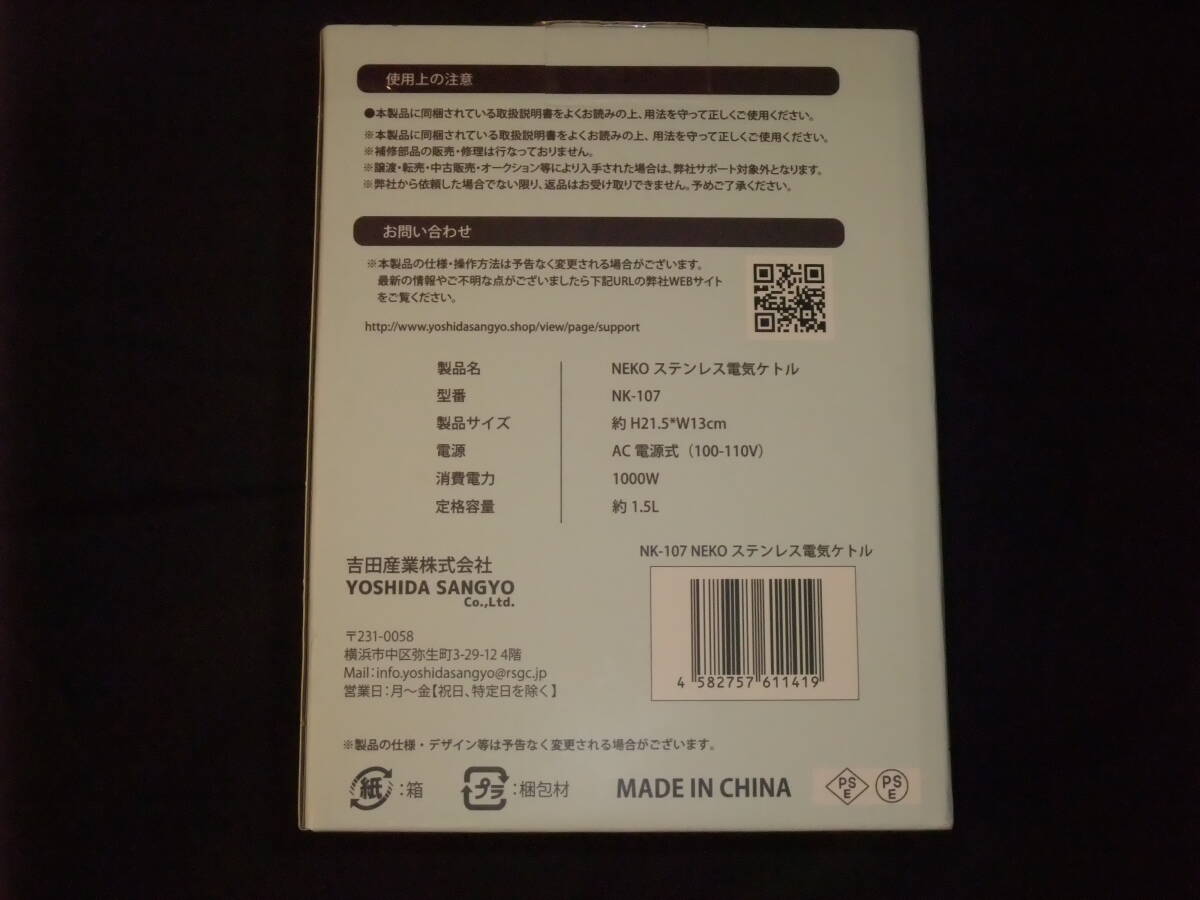 使用上の注意
●本製品に同梱されている取扱説明書をよくお読みの上、用法を守って正しくご使用ください。
※本製品に同梱されている取扱説明書をよくお読みの上、用法を守って正しくご使用ください。
※補修部品の販売・修理は行なっておりません。
※譲渡・転売・中古販売・オークション等により入手された場合は、弊社サポート対象外となります。
※弊社から依頼した場合でない限り、返品はお受け取りできません。予めご了承ください。
お問い合わせ
※本製品の仕様・操作方法は予告なく変更される場合がございます。
最新の情報やご不明な点がございましたら下記URLの弊社WEBサイト
をご覧ください。
http://www.yoshidasangyo.shop/view/page/support
製品名 NEKO ステンレス電気ケトル
型番 NK-107
製品サイズ 約 H21.5*W13cm
電源 AC 電源式（100-110V）
消費電力 1000W
定格容量 約 1.5L
吉田産業株式会社
YOSHIDA SANGYO
Co.,Ltd.
〒231-0058
横浜市中区弥生町3-29-12 4階
Mail：info.yoshidasangyo@rsgc.jp
営業日：月～金【祝日、特定日を除く】
NK-107 NEKO ステンレス電気ケトル
4 582757 611419
※製品の仕様・デザイン等は予告なく変更される場合がございます。
紙：箱 プラ：梱包材 MADE IN CHINA PSE PSE